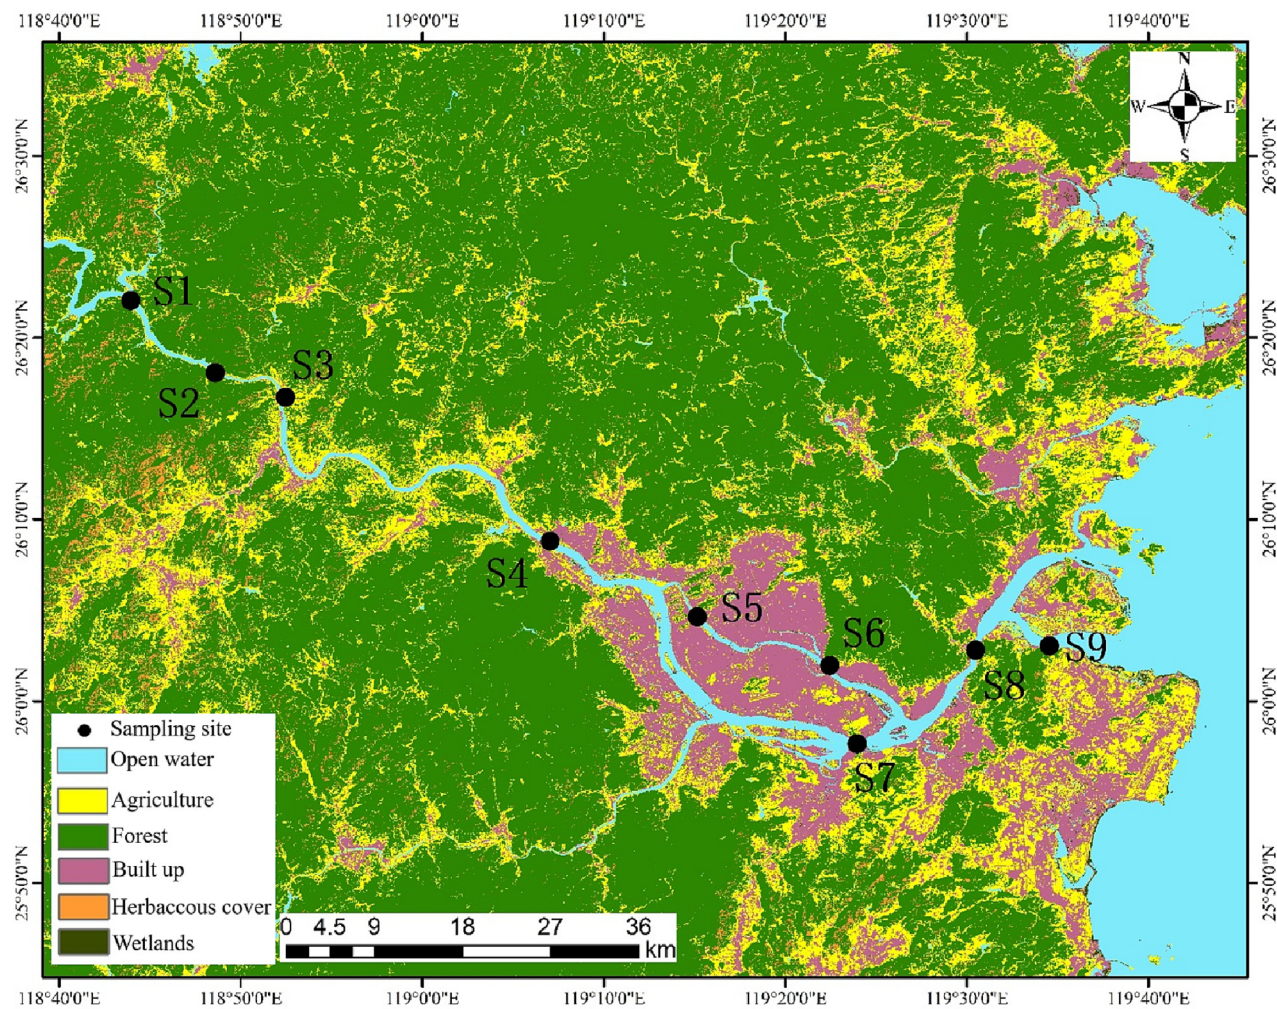 118°40'0"E 118°50'0"E 119°0'0"E 119°10'0"E 119°20'0"E 119°30'0"E 119°40'0"E
N
W E
S
26°30'0"N 26°30'0"N
S1
26°20'0"N 26°20'0"N
S3
S2
26°10'0"N 26°10'0"N
S4
S5
S6
S9
S8
26°0'0"N 26°0'0"N
Sampling site
Open water
S7
Agriculture
Forest
Built up
25°50'0"N 25°50'0"N
Herbaccous cover
0 4.5 9 18 27 36
Wetlands
km
118°40'0"E 118°50'0"E 119°0'0"E 119°10'0"E 119°20'0"E 119°30'0"E 119°40'0"E